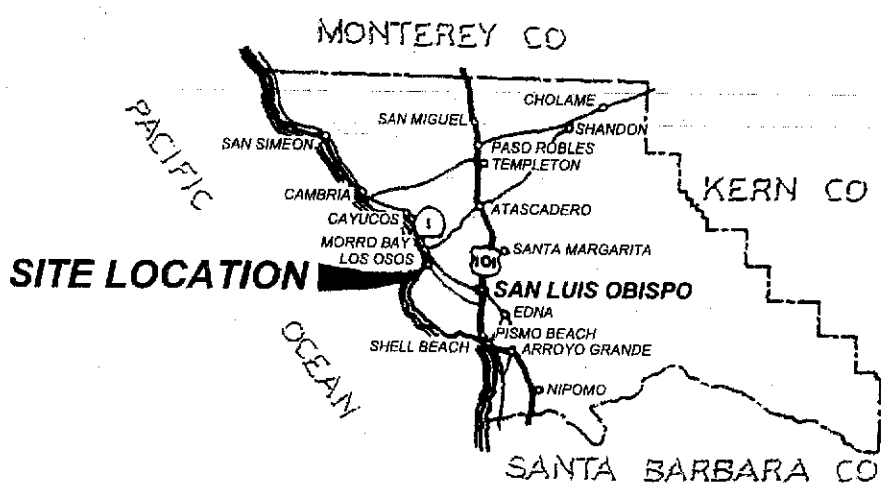 MONTEREY CO
CHOLAME
SAN MIGUEL
SHANDON
PACIFIC
SAN SIMEON
PASO ROBLES
TEMPLETON
KERN CO
CAMBRIA
ATASCADERO
CAYUCOS
1
MORRO BAY
SANTA MARGARITA
LOS OSOS
101
SITE LOCATION
SAN LUIS OBISPO
EDNA
OCEAN
PISMO BEACH
SHELL BEACH
ARROYO GRANDE
NIPOMO
SANTA BARBARA CO